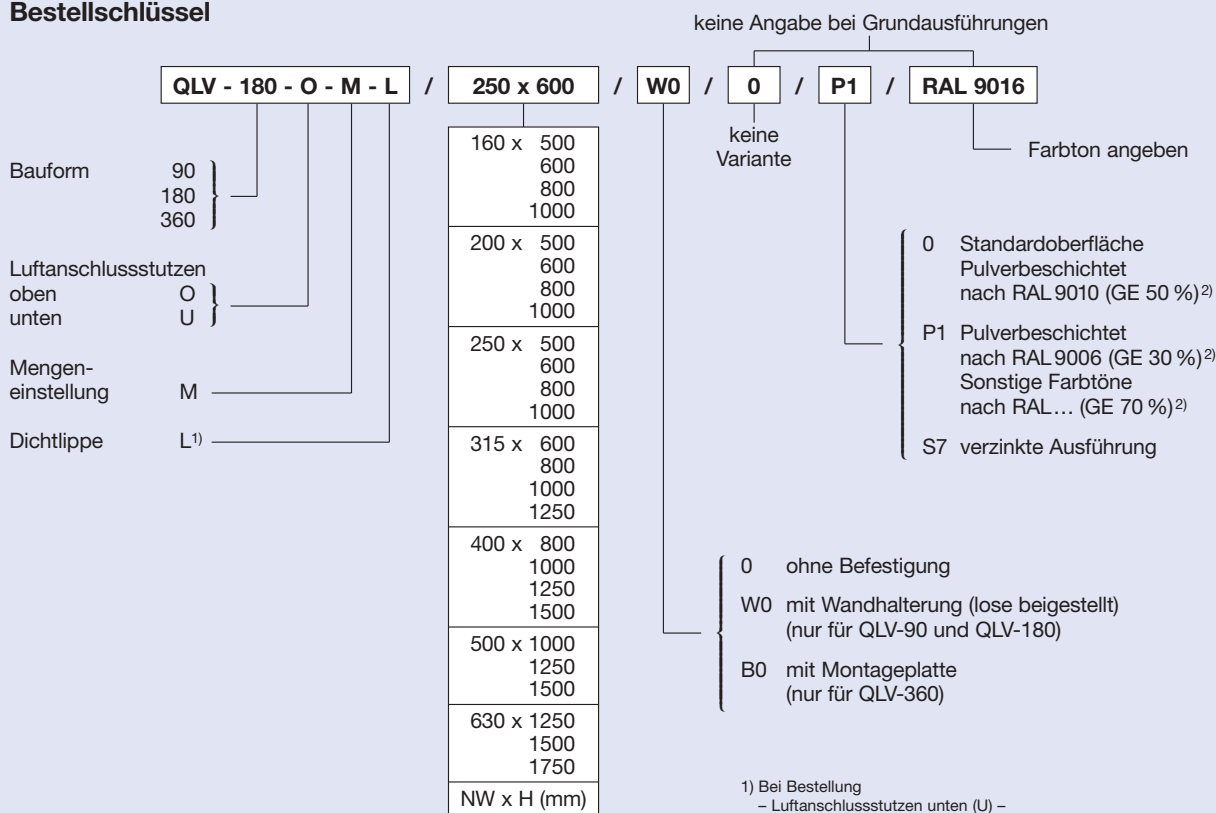 Bestellschlüssel
keine Angabe bei Grundausführungen
QLV - 180 - O - M - L / 250 x 600 / W0 / 0 / P1 / RAL 9016
keine
Variante
Farbton angeben
Bauform 90
180
360
Luftanschlussstutzen
oben O
unten U
Mengen-
einstellung M
Dichtlippe L1)
160 x 500
600
800
1000
200 x 500
600
800
1000
250 x 500
600
800
1000
315 x 600
800
1000
1250
400 x 800
1000
1250
1500
500 x 1000
1250
1500
630 x 1250
1500
1750
NW x H (mm)
0 Standardoberfläche
Pulverbeschichtet
nach RAL 9010 (GE 50 %)2)
P1 Pulverbeschichtet
nach RAL 9006 (GE 30 %)2)
Sonstige Farbtöne
nach RAL... (GE 70 %)2)
S7 verzinkte Ausführung
0 ohne Befestigung
W0 mit Wandhalterung (lose beigestellt)
(nur für QLV-90 und QLV-180)
B0 mit Montageplatte
(nur für QLV-360)
1) Bei Bestellung
– Luftanschlussstutzen unten (U) –